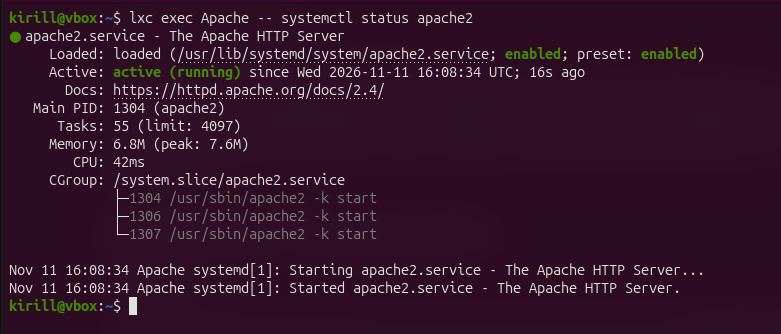 kirill@vbox:~$ lxc exec Apache -- systemctl status apache2
● apache2.service - The Apache HTTP Server
     Loaded: loaded (/usr/lib/systemd/system/apache2.service; enabled; preset: enabled)
     Active: active (running) since Wed 2026-11-11 16:08:34 UTC; 16s ago
       Docs: https://httpd.apache.org/docs/2.4/
   Main PID: 1304 (apache2)
      Tasks: 55 (limit: 4097)
     Memory: 6.8M (peak: 7.6M)
        CPU: 42ms
     CGroup: /system.slice/apache2.service
             ├─1304 /usr/sbin/apache2 -k start
             ├─1306 /usr/sbin/apache2 -k start
             └─1307 /usr/sbin/apache2 -k start
Nov 11 16:08:34 Apache systemd[1]: Starting apache2.service - The Apache HTTP Server...
Nov 11 16:08:34 Apache systemd[1]: Started apache2.service - The Apache HTTP Server.
kirill@vbox:~$